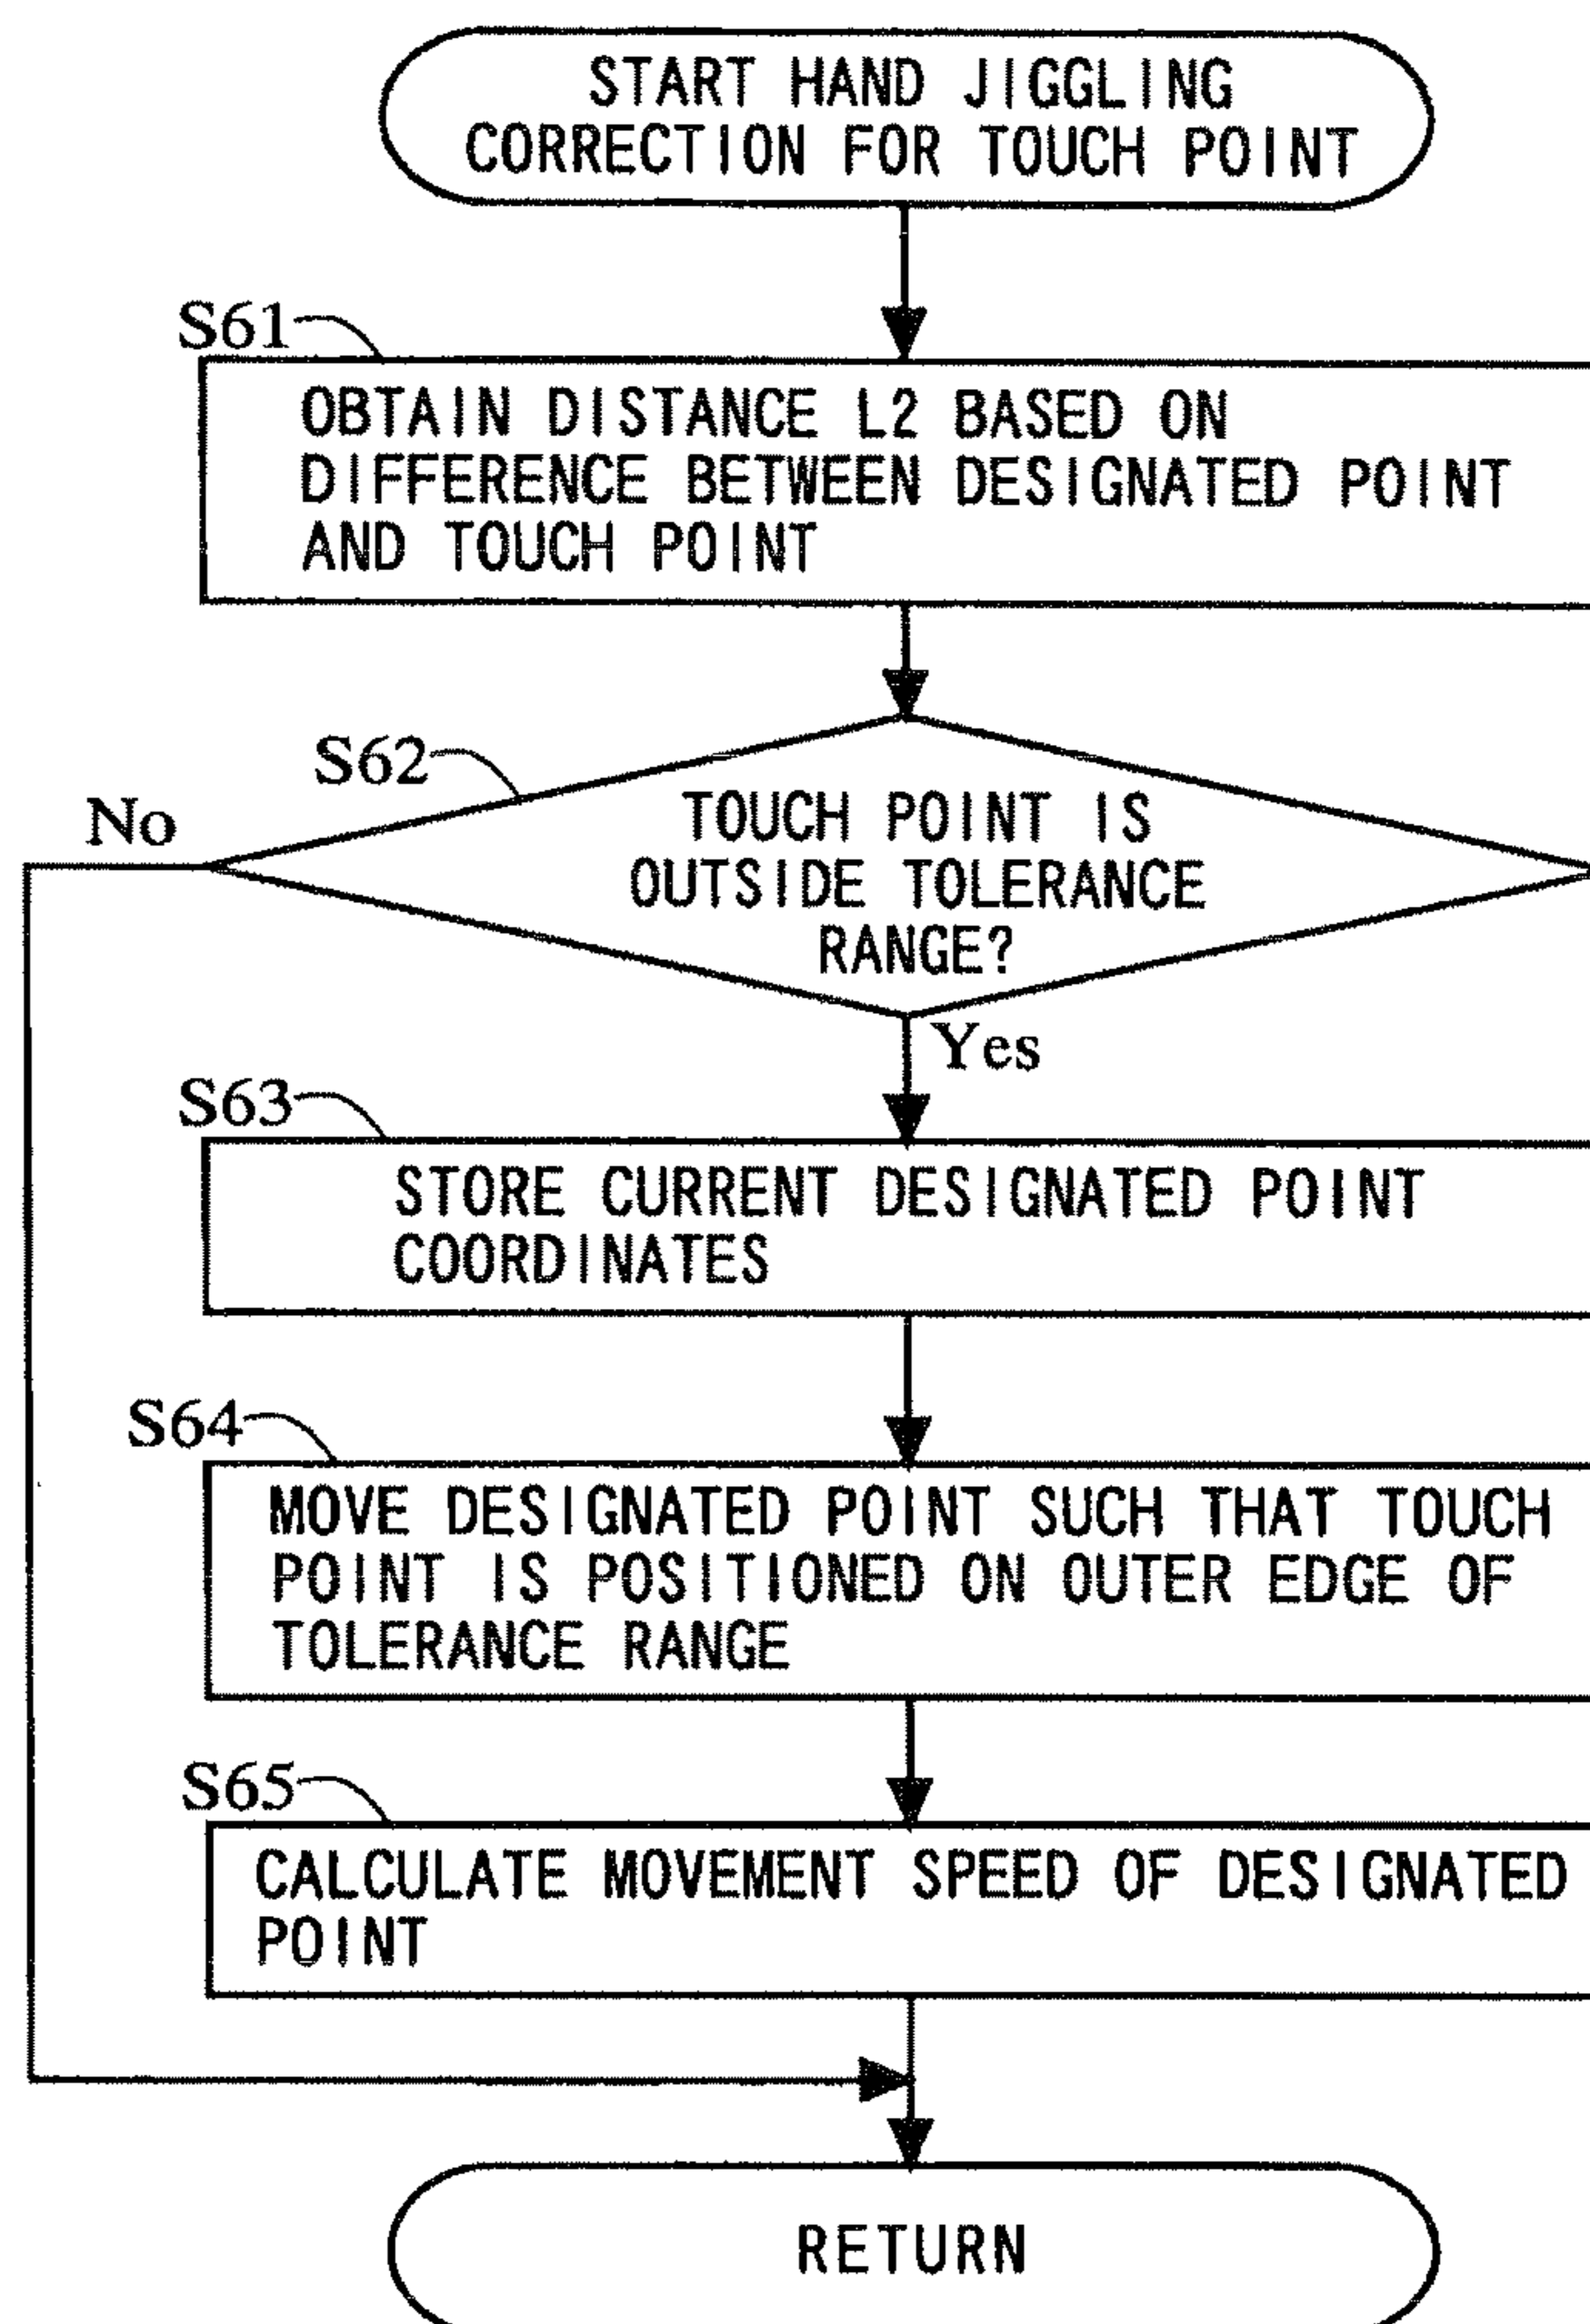 START HAND JIGGLING
CORRECTION FOR TOUCH POINT
S61
OBTAIN DISTANCE L2 BASED ON
DIFFERENCE BETWEEN DESIGNATED POINT
AND TOUCH POINT
S62
No
TOUCH POINT IS
OUTSIDE TOLERANCE
RANGE?
Yes
S63
STORE CURRENT DESIGNATED POINT
COORDINATES
S64
MOVE DESIGNATED POINT SUCH THAT TOUCH
POINT IS POSITIONED ON OUTER EDGE OF
TOLERANCE RANGE
S65
CALCULATE MOVEMENT SPEED OF DESIGNATED
POINT
RETURN